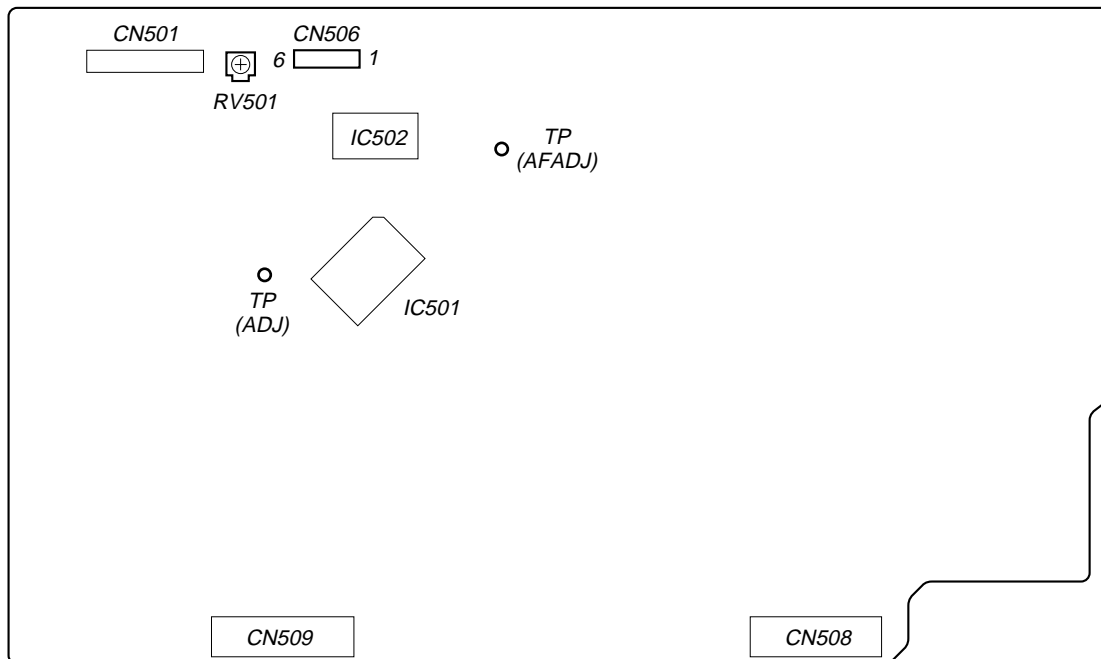 CN501
CN506
6
1
RV501
IC502
TP
(AFADJ)
TP
(ADJ)
IC501
CN509
CN508